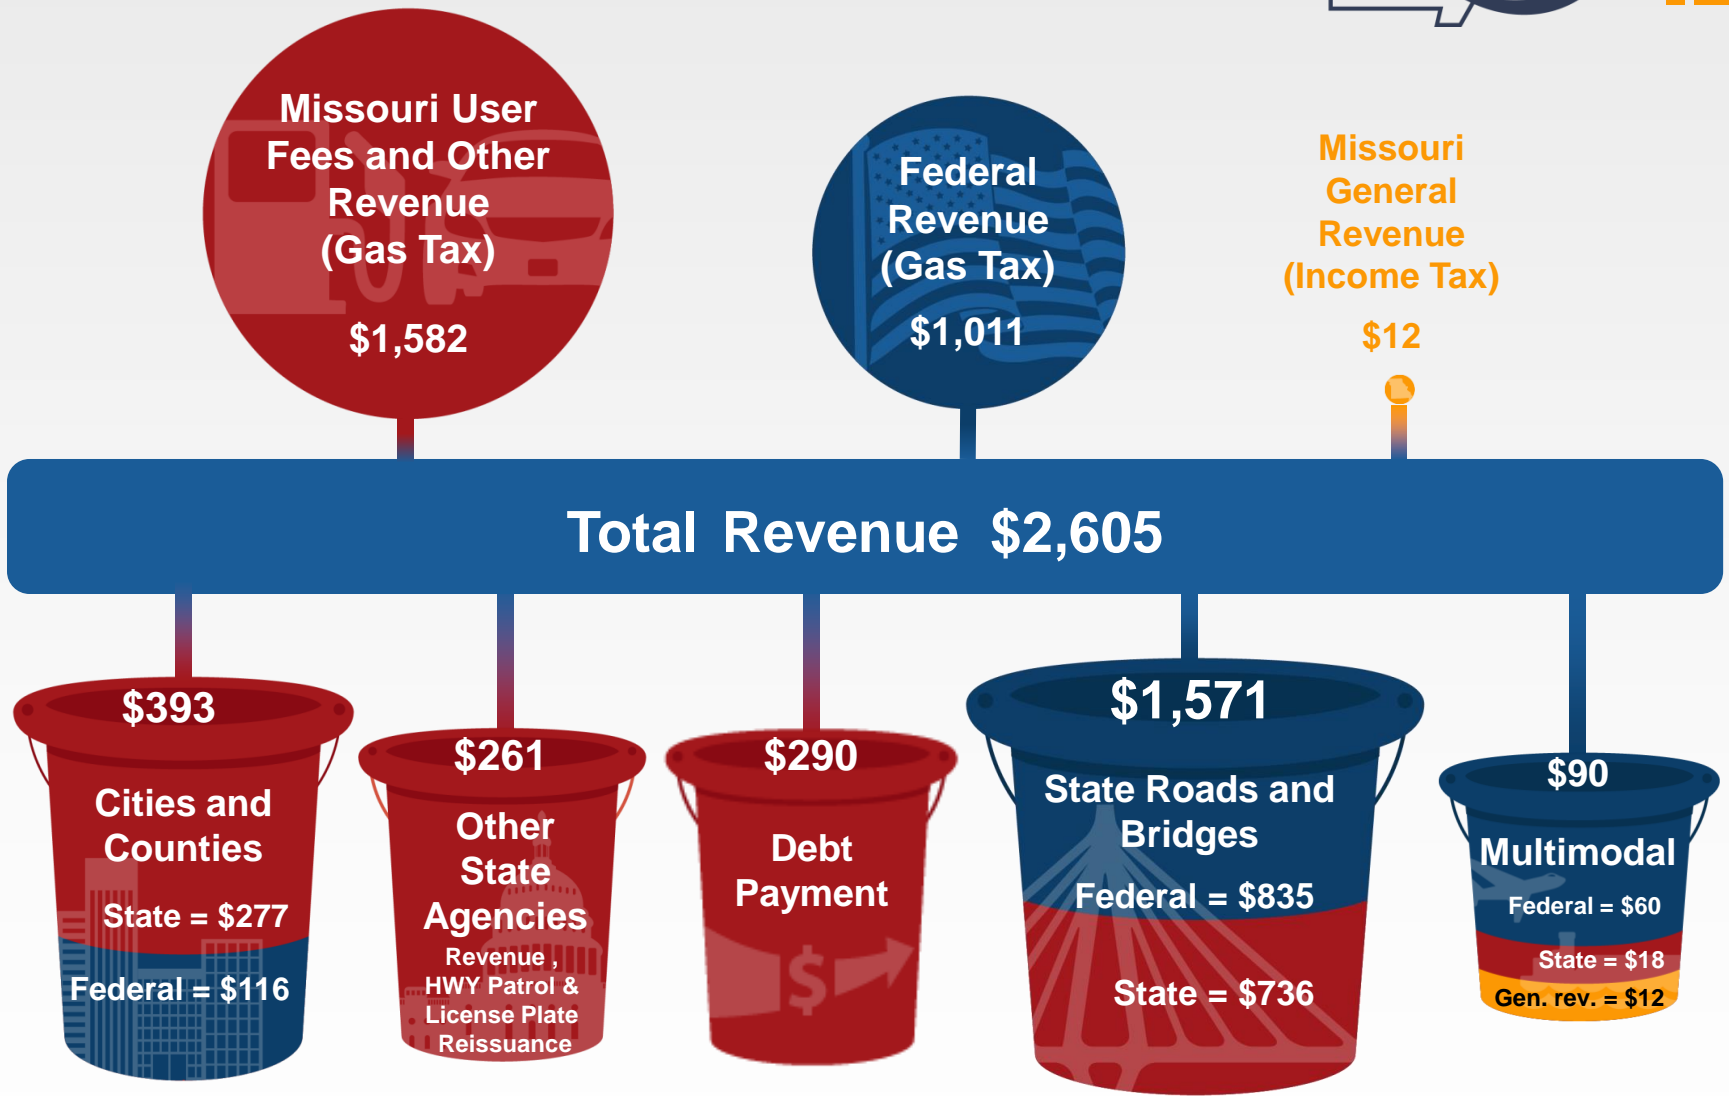 Missouri User
Fees and Other
Revenue
(Gas Tax)
$1,582
Federal
Revenue
(Gas Tax)
$1,011
Missouri
General
Revenue
(Income Tax)
$12
Total Revenue $2,605
$393
Cities and
Counties
State = $277
Federal = $116
$261
Other
State
Agencies
Revenue ,
HWY Patrol &
License Plate
Reissuance
$290
Debt
Payment
$
$1,571
State Roads and
Bridges
Federal = $835
State = $736
$90
Multimodal
Federal = $60
State = $18
Gen. rev. = $12